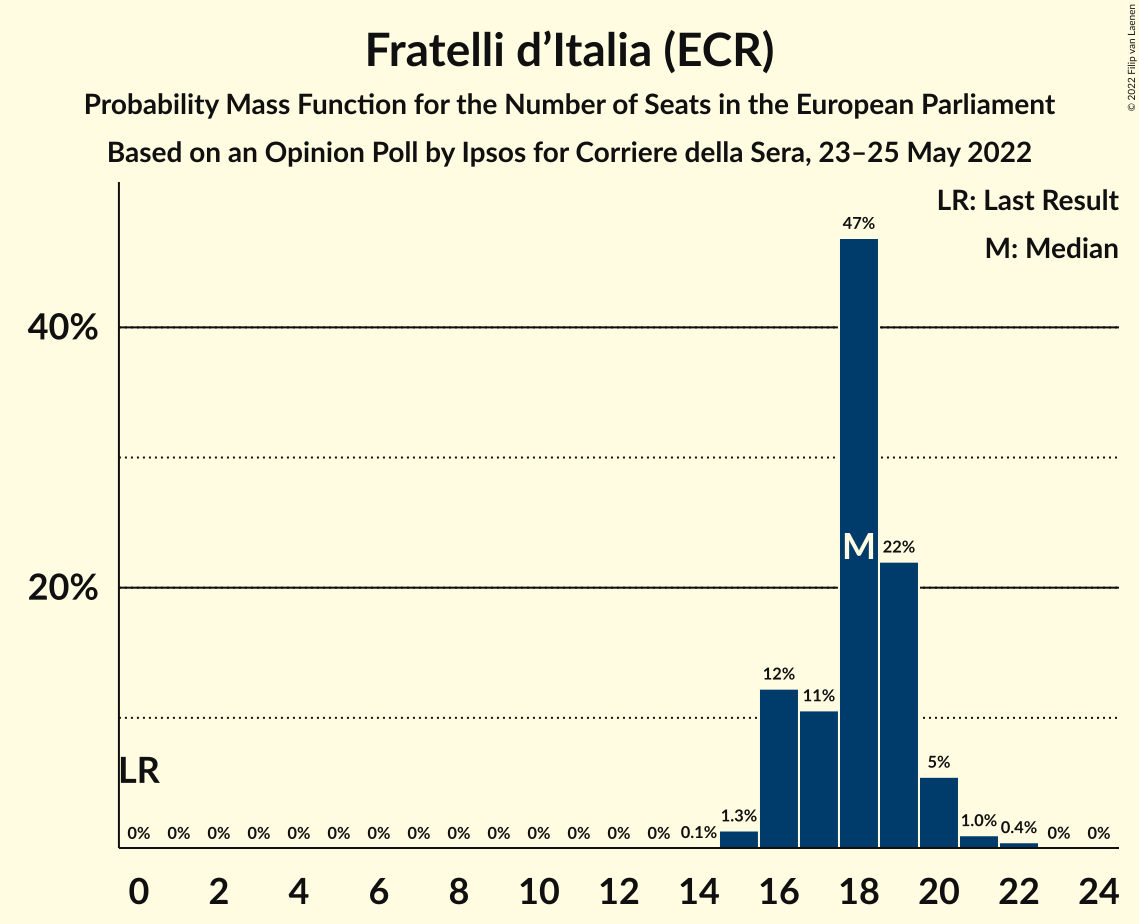 Fratelli d’Italia (ECR)
Probability Mass Function for the Number of Seats in the European Parliament
Based on an Opinion Poll by Ipsos for Corriere della Sera, 23–25 May 2022
© 2022 Filip van Laenen
LR: Last Result
M: Median
47%
40%
M
22%
20%
12%
11%
LR
5%
0% 0% 0% 0% 0% 0% 0% 0% 0% 0% 0% 0% 0% 0% 0.1% 1.3% 1.0% 0.4% 0% 0%
0 2 4 6 8 10 12 14 16 18 20 22 24